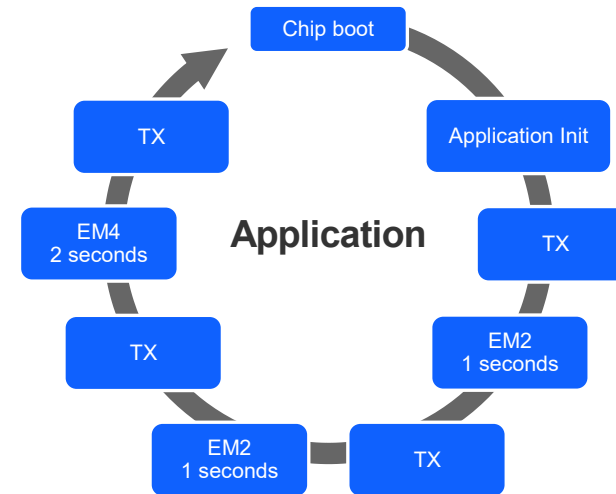 Chip boot
Application Init
TX
EM2
1 seconds
TX
EM2
1 seconds
TX
EM4
2 seconds
TX
Application